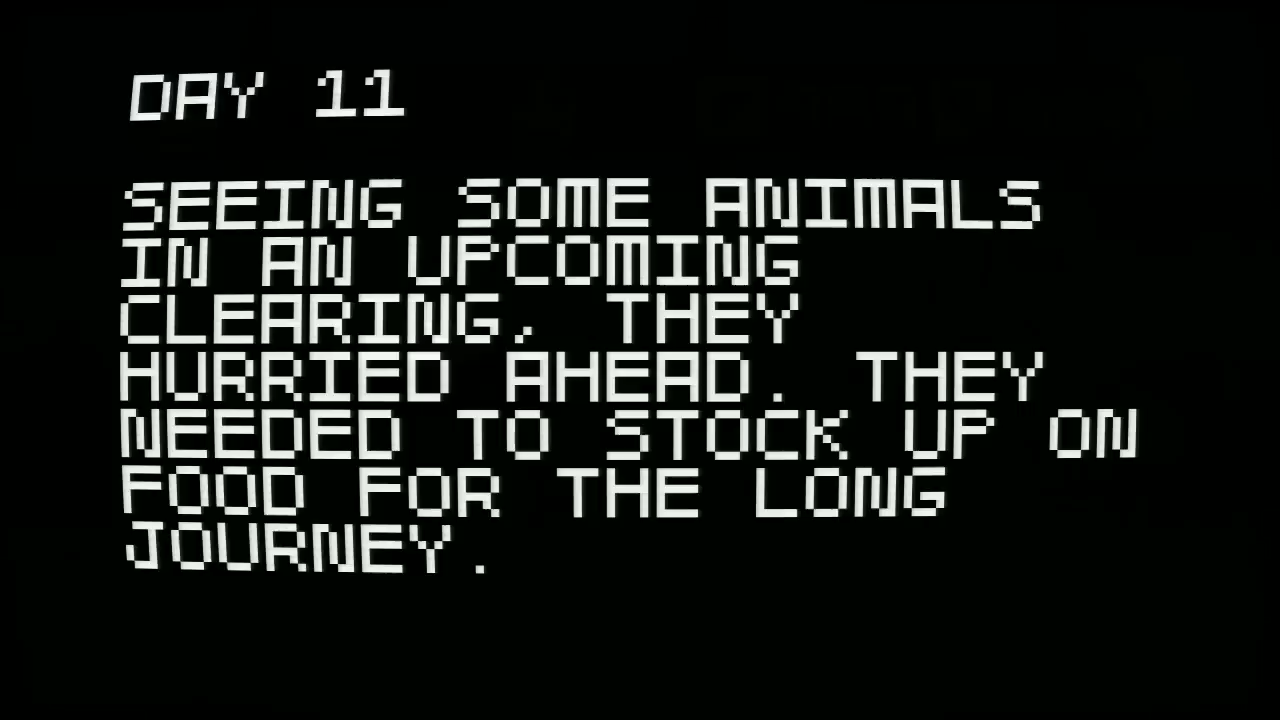 DAY 11
SEEING SOME ANIMALS
IN AN UPCOMING
CLEARING, THEY
HURRIED AHEAD. THEY
NEEDED TO STOCK UP ON
FOOD FOR THE LONG
JOURNEY.